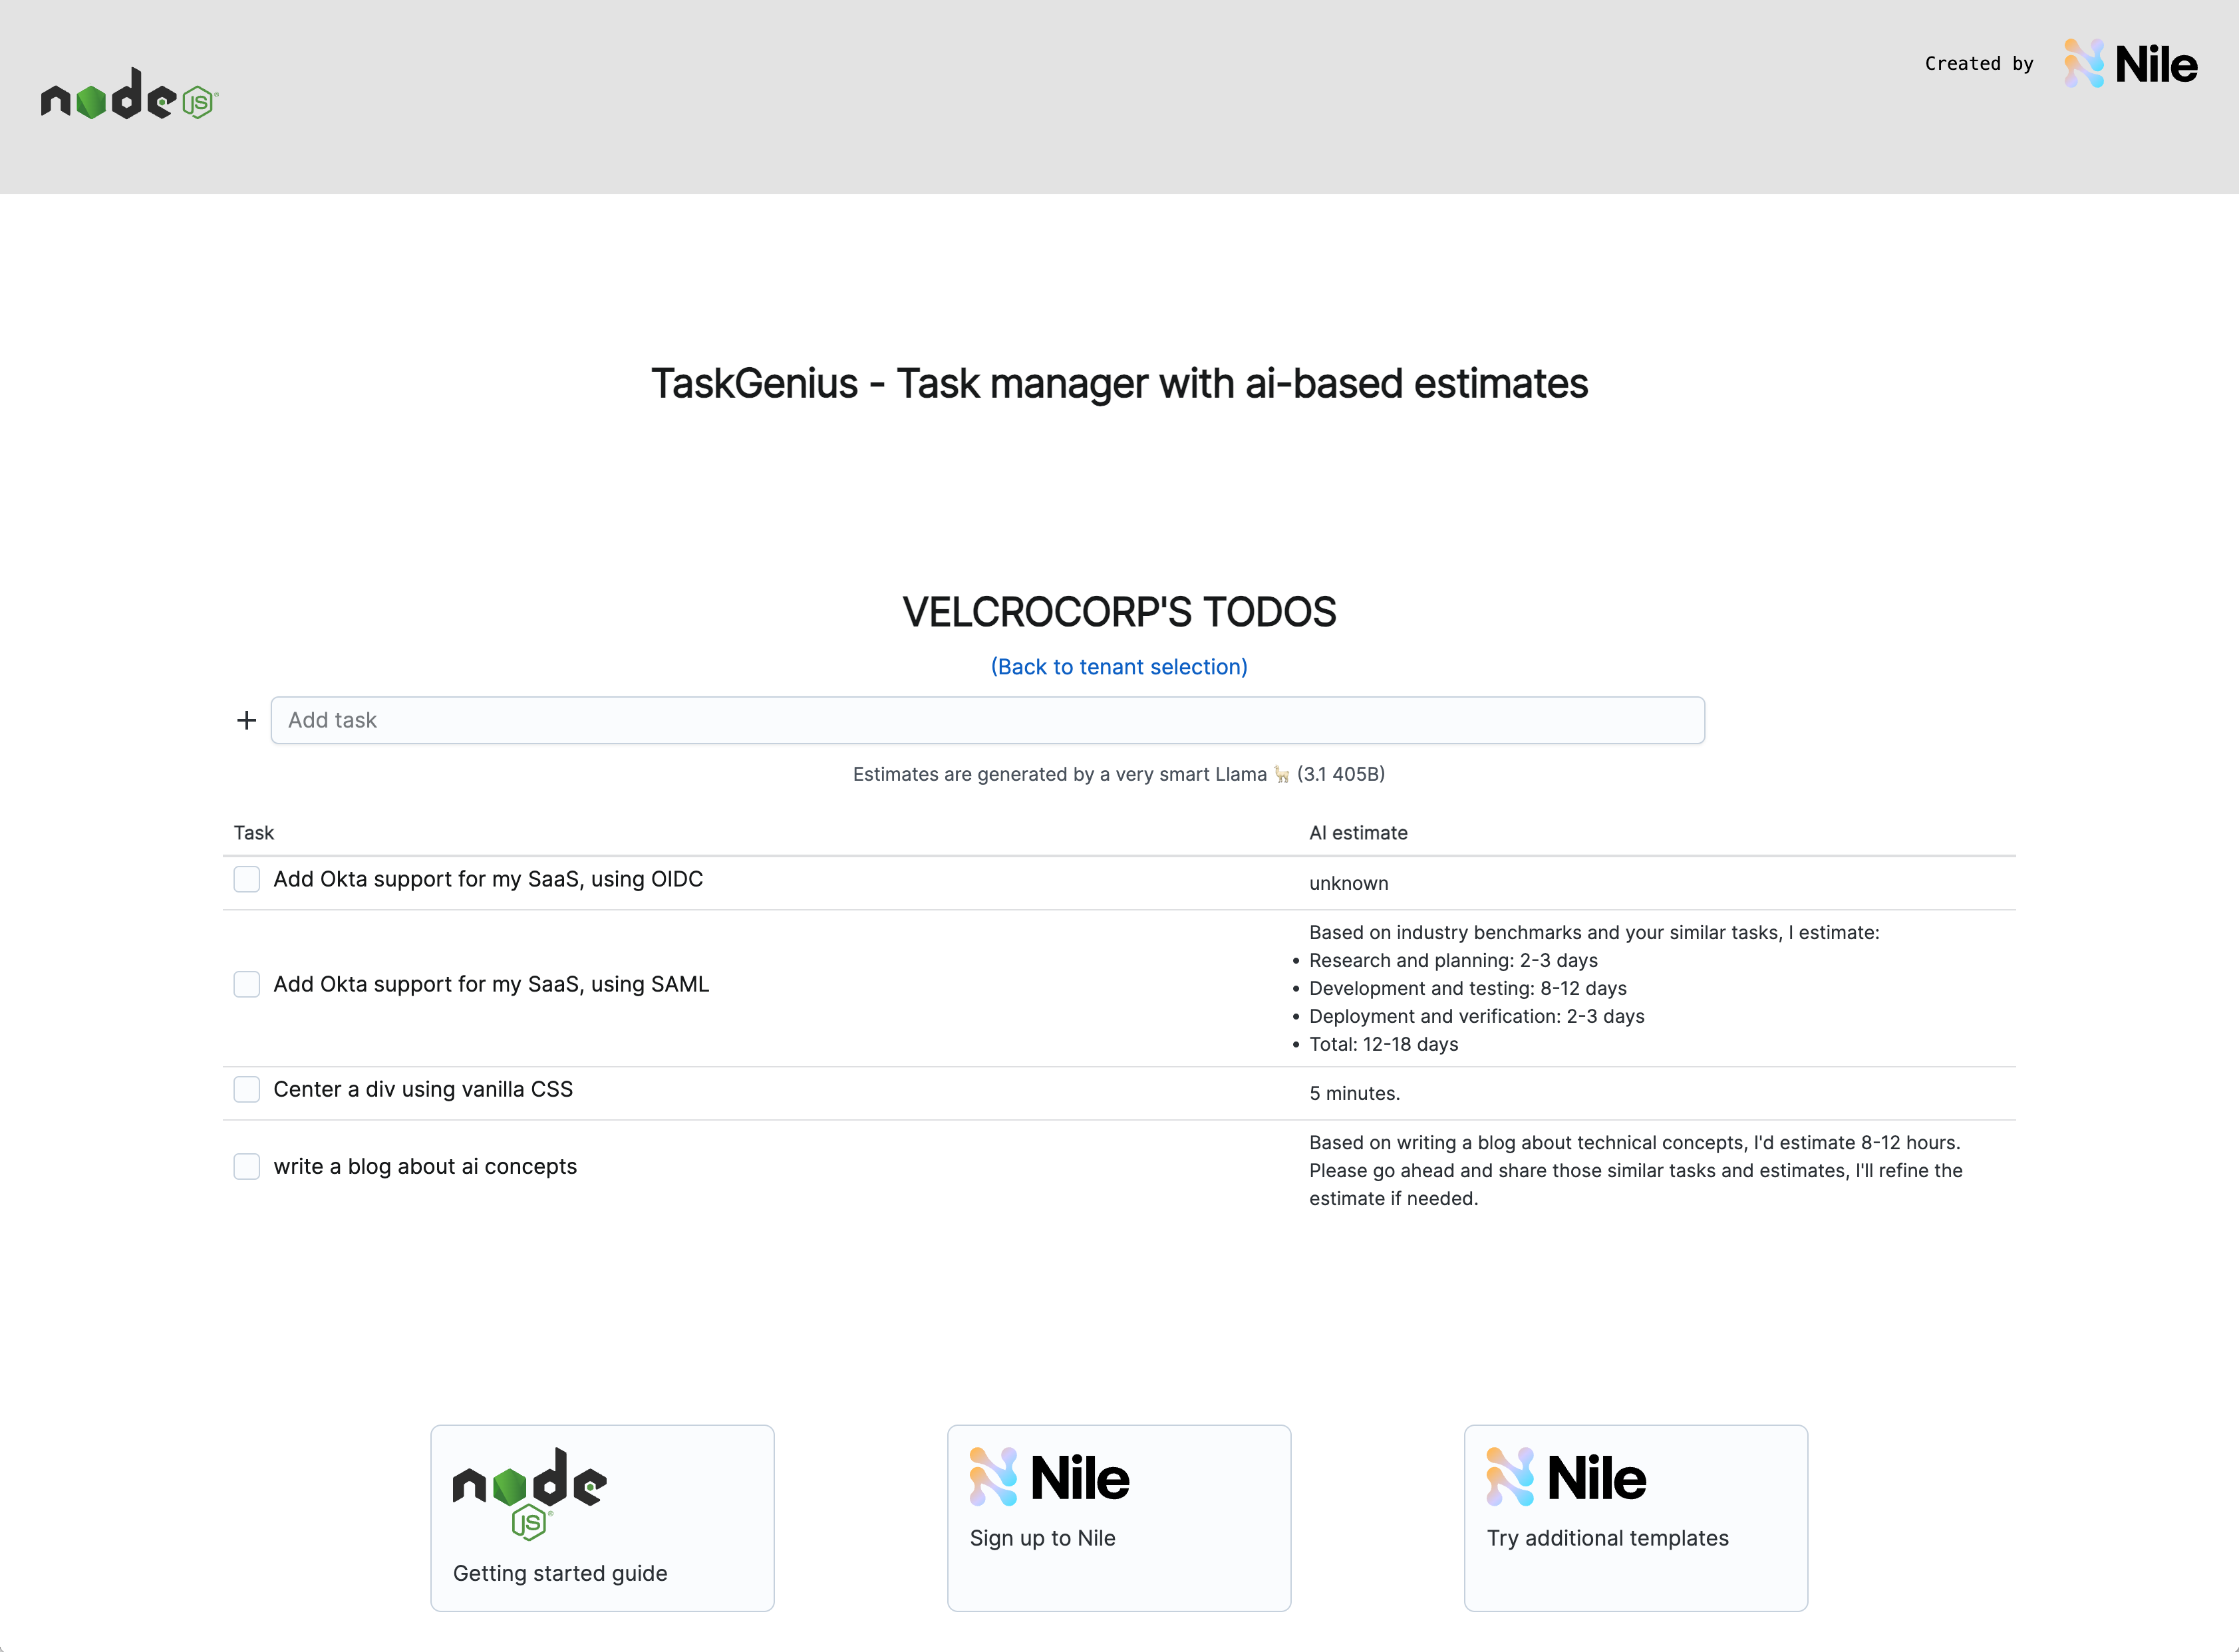 node JS
Created by Nile
TaskGenius - Task manager with ai-based estimates
VELCROCORP'S TODOS
(Back to tenant selection)
+ Add task
Estimates are generated by a very smart Llama 🦙 (3.1 405B)
Task AI estimate
Add Okta support for my SaaS, using OIDC unknown
Add Okta support for my SaaS, using SAML
Based on industry benchmarks and your similar tasks, I estimate:
• Research and planning: 2-3 days
• Development and testing: 8-12 days
• Deployment and verification: 2-3 days
• Total: 12-18 days
Center a div using vanilla CSS 5 minutes.
write a blog about ai concepts
Based on writing a blog about technical concepts, I'd estimate 8-12 hours.
Please go ahead and share those similar tasks and estimates, I'll refine the
estimate if needed.
node JS
Getting started guide
Nile
Sign up to Nile
Nile
Try additional templates